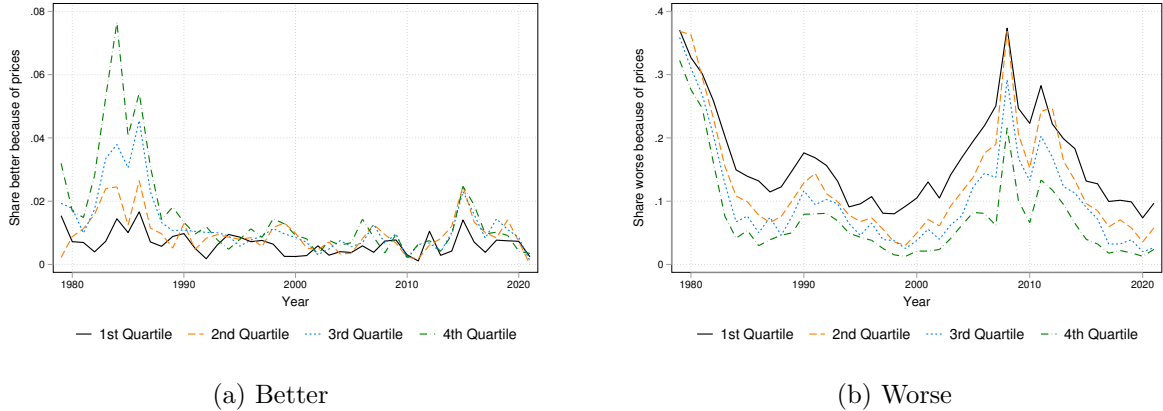 Share better because of prices
.08
.06
.04
.02
0
1980 1990 2000 2010 2020
Year
1st Quartile 2nd Quartile 3rd Quartile 4th Quartile
(a) Better
Share worse because of prices
.4
.3
.2
.1
0
1980 1990 2000 2010 2020
Year
1st Quartile 2nd Quartile 3rd Quartile 4th Quartile
(b) Worse